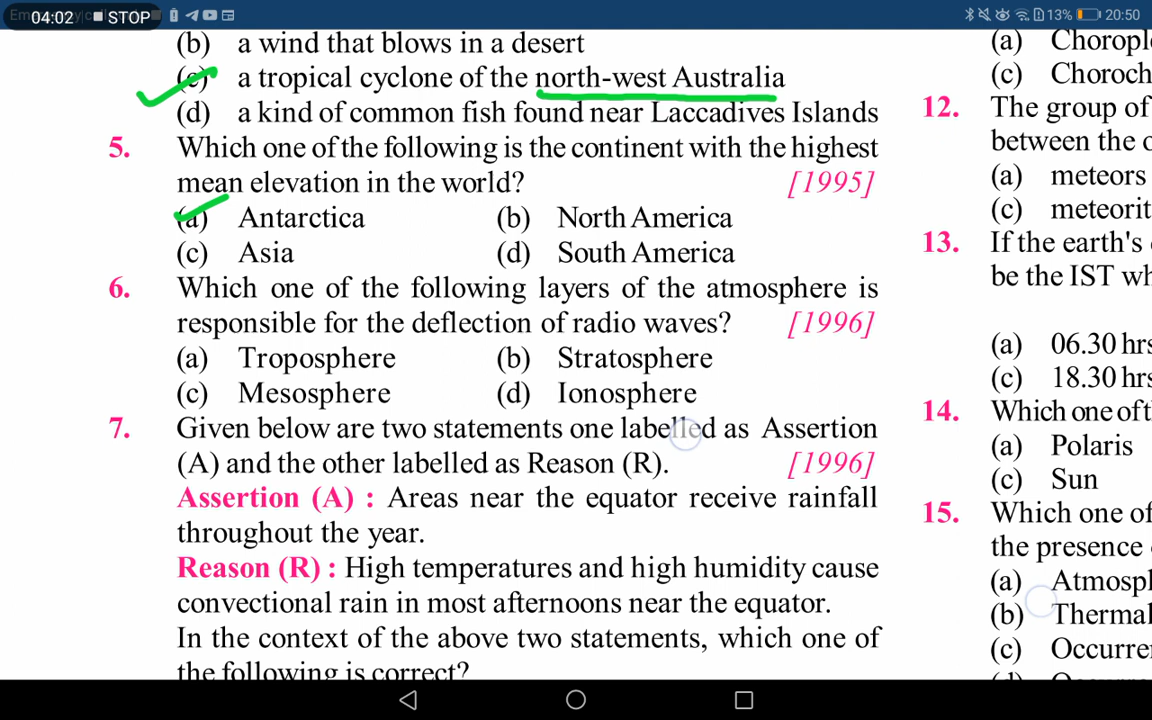 04:02 STOP
13% 20:50
(b) a wind that blows in a desert
(c) a tropical cyclone of the north-west Australia
(d) a kind of common fish found near Laccadives Islands
5. Which one of the following is the continent with the highest
mean elevation in the world? [1995]
(a) Antarctica (b) North America
(c) Asia (d) South America
6. Which one of the following layers of the atmosphere is
responsible for the deflection of radio waves? [1996]
(a) Troposphere (b) Stratosphere
(c) Mesosphere (d) Ionosphere
7. Given below are two statements one labelled as Assertion
(A) and the other labelled as Reason (R). [1996]
Assertion (A) : Areas near the equator receive rainfall
throughout the year.
Reason (R) : High temperatures and high humidity cause
convectional rain in most afternoons near the equator.
In the context of the above two statements, which one of
the following is correct?
(a) Choropl
(c) Choroch
12. The group of
between the
(a) meteors
(c) meteorit
13. If the earth's
be the IST wh
(a) 06.30 hrs
(c) 18.30 hrs
14. Which one of t
(a) Polaris
(c) Sun
15. Which one of
the presence
(a) Atmosph
(b) Thermal
(c) Occurre